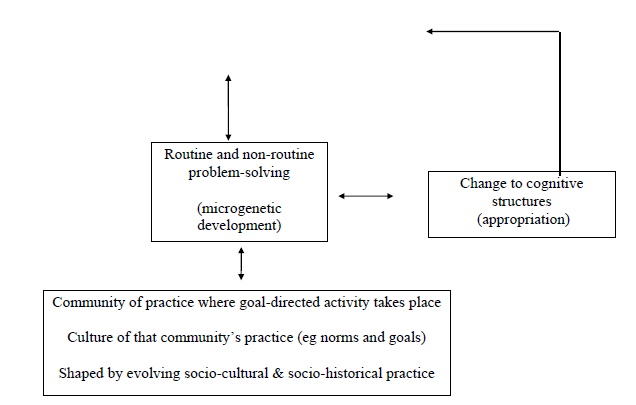 Routine and non-routine
problem-solving
(microgenetic
development)
Change to cognitive
structures
(appropriation)
Community of practice where goal-directed activity takes place
Culture of that community’s practice (eg norms and goals)
Shaped by evolving socio-cultural & socio-historical practice